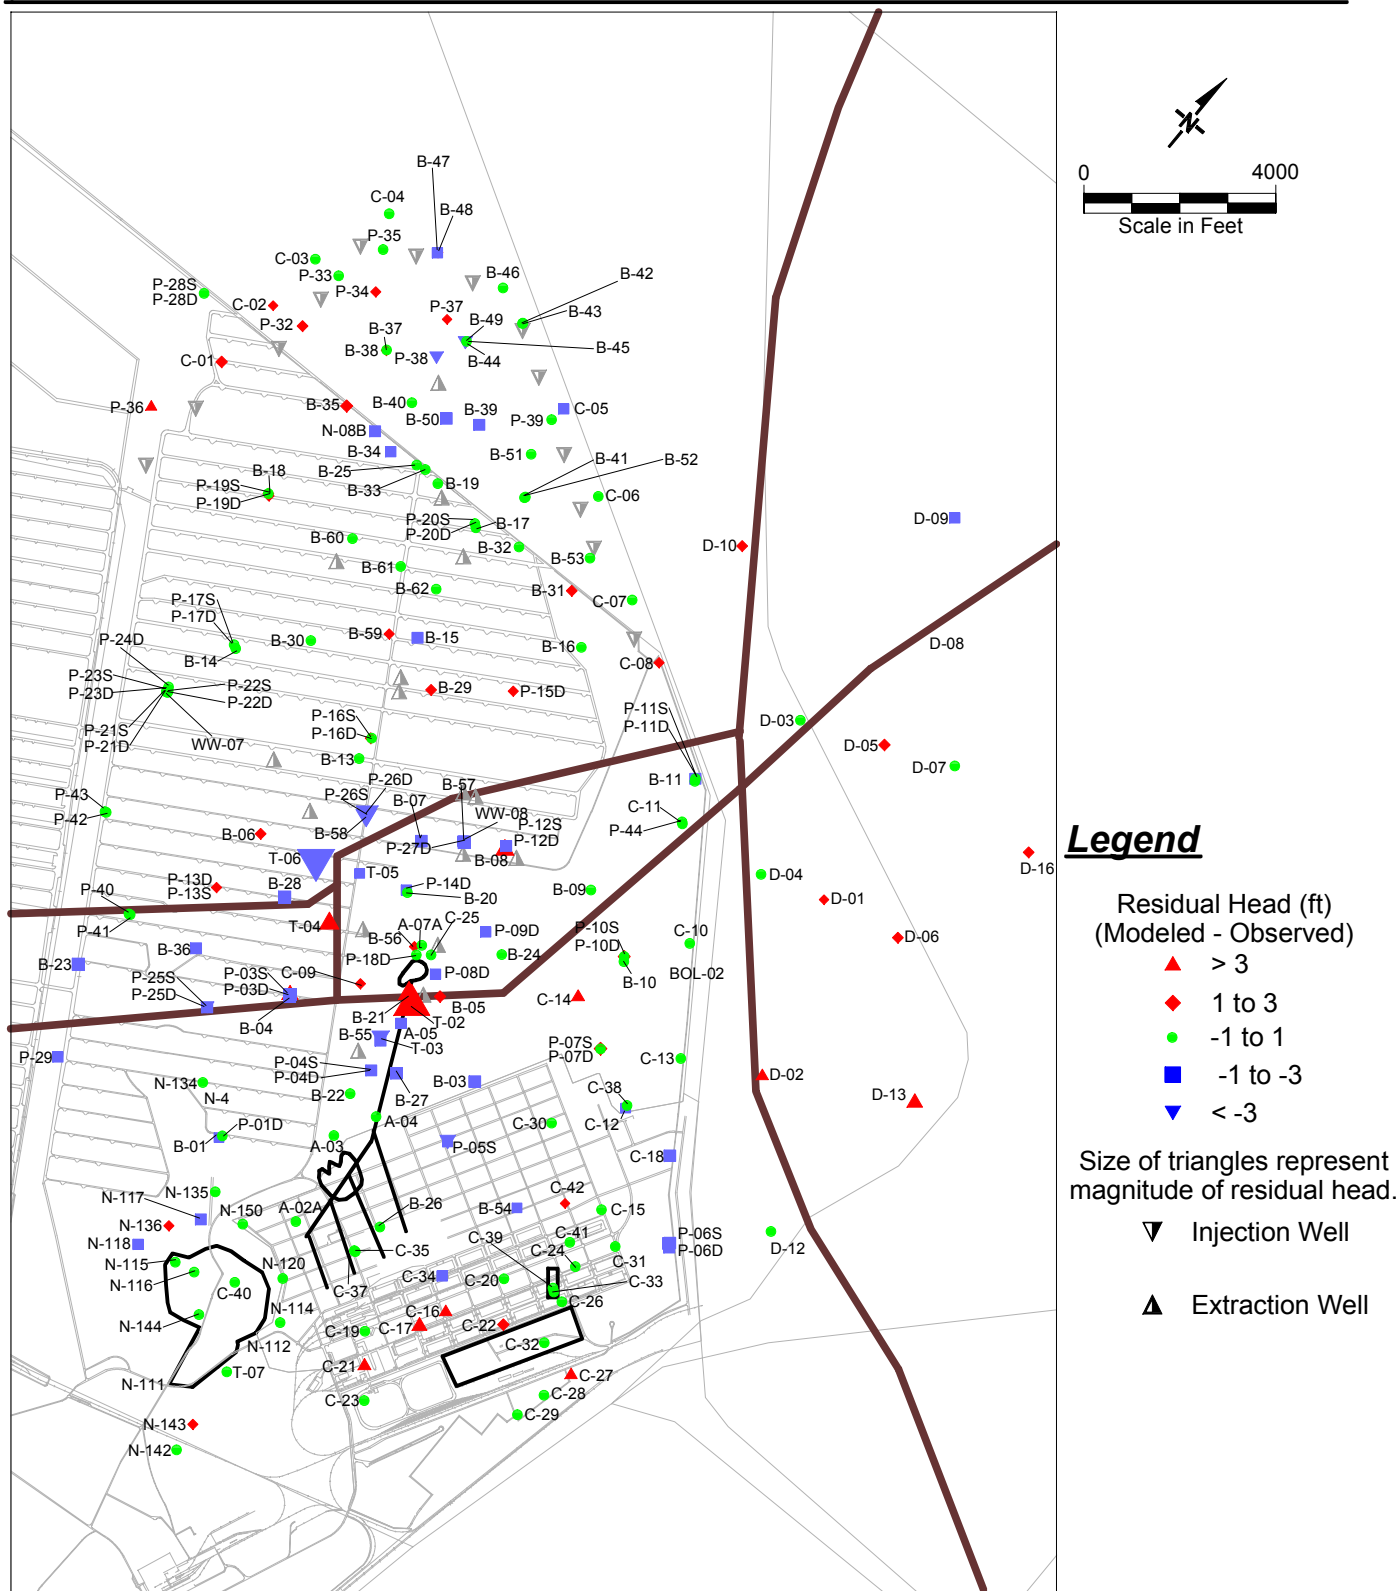 B-47
C-04
B-48
P-35
C-03
P-33
B-46
B-42
P-28S
P-28D
C-02
P-34
P-32
P-37
B-49
B-43
B-37
B-38
P-38
B-44
B-45
C-01
P-36
B-35
B-40
B-50
B-39
C-05
P-39
N-08B
B-34
B-18
B-25
B-33
B-51
B-41
B-52
P-19S
P-19D
B-19
C-06
P-20S
P-20D
B-17
D-09
B-60
B-32
D-10
B-61
B-53
B-62
B-31
C-07
P-17S
P-17D
P-24D
B-30
B-59
B-15
B-14
B-16
D-08
C-08
P-23S
P-23D
P-22S
P-22D
B-29
P-15D
P-21S
P-21D
WW-07
P-16S
P-16D
P-11S
P-11D
D-03
D-05
B-13
D-07
P-26D
B-57
B-11
P-43
P-42
P-26S
B-07
WW-08
C-11
P-12S
P-44
B-06
B-58
P-27D
P-12D
B-08
T-06
D-16
T-05
P-13D
P-13S
B-28
P-14D
B-20
B-09
D-04
P-40
D-01
P-41
T-04
A-07A
C-25
B-56
P-09D
P-10S
P-10D
C-10
D-06
B-36
P-18D
B-24
B-23
P-03S
P-03D
C-09
P-08D
B-10
BOL-02
P-25S
P-25D
B-04
B-21
B-05
C-14
T-02
A-05
B-55
T-03
P-29
P-07S
P-07D
C-13
P-04S
P-04D
B-27
B-03
D-02
N-134
N-4
B-22
C-38
D-13
A-04
C-12
P-01D
B-01
A-03
P-05S
C-30
C-18
N-135
N-117
N-136
N-150
A-02A
B-26
B-54
C-42
C-15
N-118
C-39
C-41
P-06S
P-06D
D-12
N-115
N-116
N-120
C-35
C-24
C-31
C-40
C-37
C-34
C-20
C-33
N-114
C-16
C-26
N-144
C-19
C-17
C-22
N-112
C-32
C-21
N-111
T-07
C-27
C-23
C-28
N-143
C-29
N-142
N
0 4000
Scale in Feet
Legend
Residual Head (ft)
(Modeled - Observed)
> 3
1 to 3
-1 to 1
-1 to -3
< -3
Size of triangles represent
magnitude of residual head.
Injection Well
Extraction Well